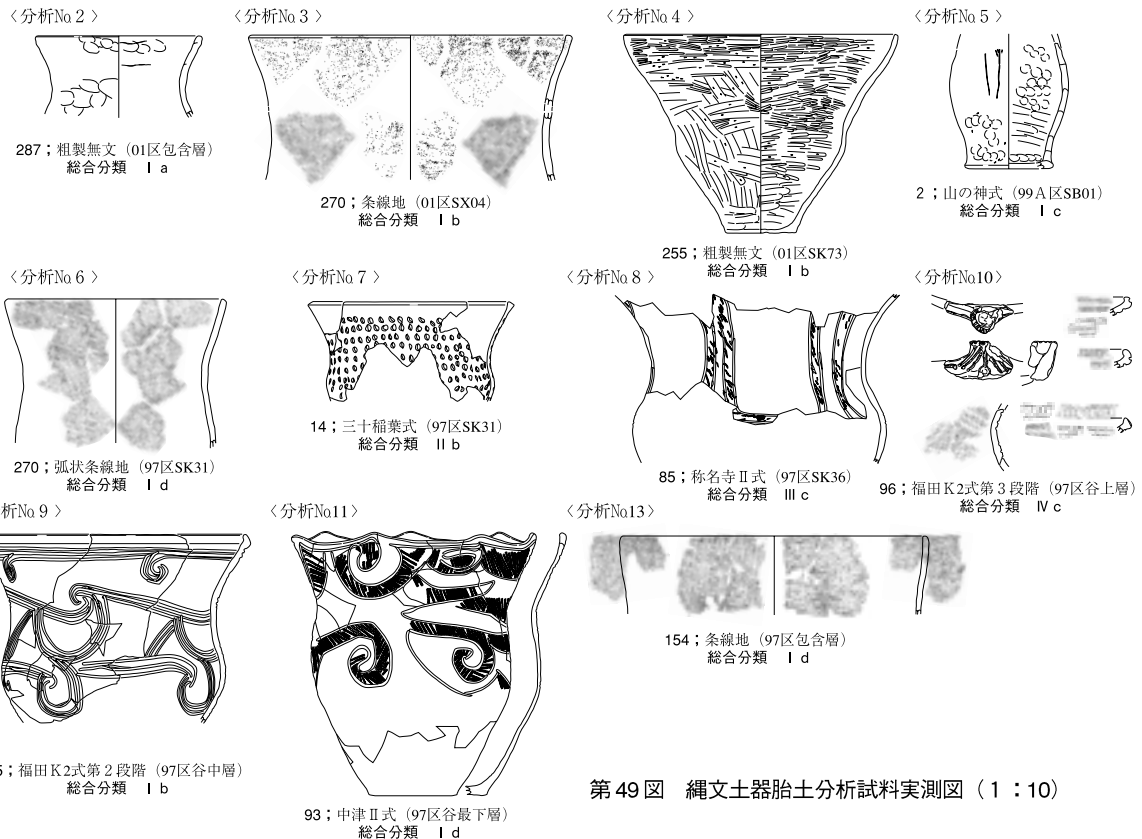 〈分析No.2〉
287；粗製無文（01区包含層）
総合分類　Ⅰa
〈分析No.3〉
270；条線地（01区SX04）
総合分類　Ⅰb
〈分析No.4〉
255；粗製無文（01区SK73）
総合分類　Ⅰb
〈分析No.5〉
2；山の神式（99A区SB01）
総合分類　Ⅰc
〈分析No.6〉
270；弧状条線地（97区SK31）
総合分類　Ⅰd
〈分析No.7〉
14；三十稲葉式（97区SK31）
総合分類　Ⅱb
〈分析No.8〉
85；称名寺Ⅱ式（97区SK36）
総合分類　Ⅲc
〈分析No.10〉
96；福田K2式第３段階（97区谷上層）
総合分類　Ⅳc
析No.9〉
5；福田K2式第２段階（97区谷中層）
総合分類　Ⅰb
〈分析No.11〉
93；中津Ⅱ式（97区谷最下層）
総合分類　Ⅰd
〈分析No.13〉
154；条線地（97区包含層）
総合分類　Ⅰd
第49図　縄文土器胎土分析試料実測図（１：10）